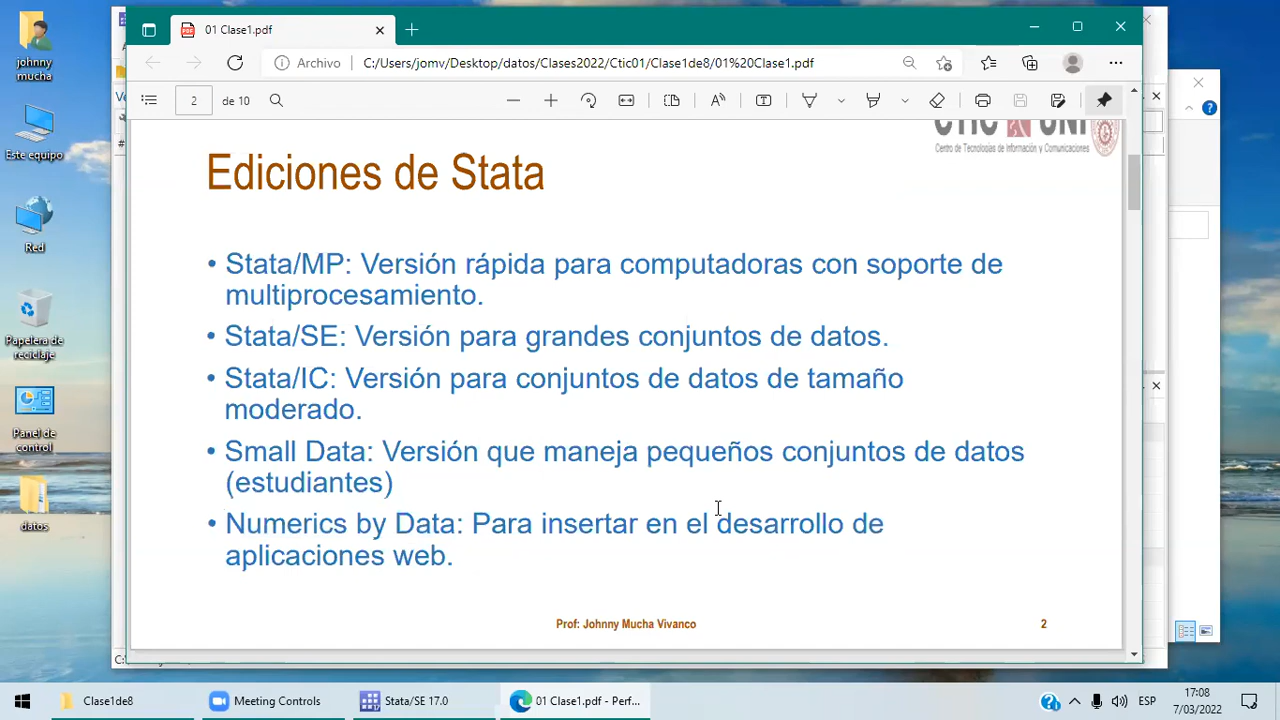 johnny
mucha
Este equipo
Red
Papelera de
reciclaje
Panel de
control
datos
01 Clase1.pdf
Archivo
C:/Users/jomv/Desktop/datos/Clases2022/Ctic01/Clase1de8/01%20Clase1.pdf
2 de 10
Centro de Tecnologías de Información y Comunicaciones
Ediciones de Stata
• Stata/MP: Versión rápida para computadoras con soporte de
multiprocesamiento.
• Stata/SE: Versión para grandes conjuntos de datos.
• Stata/IC: Versión para conjuntos de datos de tamaño
moderado.
• Small Data: Versión que maneja pequeños conjuntos de datos
(estudiantes)
• Numerics by Data: Para insertar en el desarrollo de
aplicaciones web.
Prof: Johnny Mucha Vivanco
2
Clase1de8
Meeting Controls
Stata/SE 17.0
01 Clase1.pdf - Perf...
ESP
17:08
7/03/2022